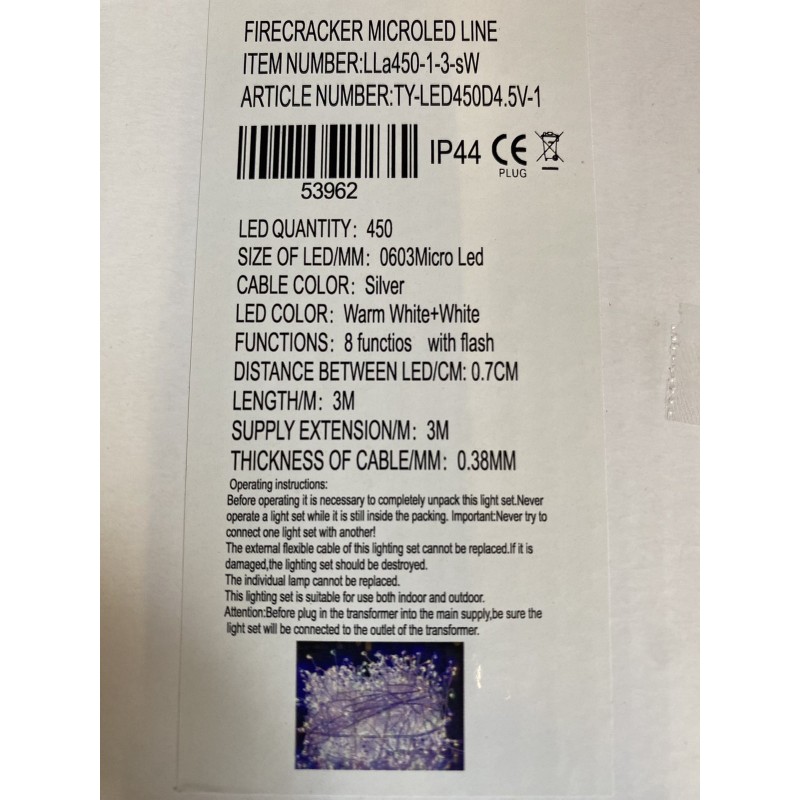 FIRECRACKER MICROLED LINE
ITEM NUMBER:LLa450-1-3-sW
ARTICLE NUMBER:TY-LED450D4.5V-1
IP44 CE
PLUG
53962
LED QUANTITY: 450
SIZE OF LED/MM: 0603Micro Led
CABLE COLOR: Silver
LED COLOR: Warm White+White
FUNCTIONS: 8 functios with flash
DISTANCE BETWEEN LED/CM: 0.7CM
LENGTH/M: 3M
SUPPLY EXTENSION/M: 3M
THICKNESS OF CABLE/MM: 0.38MM
Operating instructions:
Before operating it is necessary to completely unpack this light set.Never
operate a light set while it is still inside the packing. Important:Never try to
connect one light set with another!
The external flexible cable of this lighting set cannot be replaced.If it is
damaged,the lighting set should be destroyed.
The individual lamp cannot be replaced.
This lighting set is suitable for use both indoor and outdoor.
Attention:Before plug in the transformer into the main supply,be sure the
light set will be connected to the outlet of the transformer.